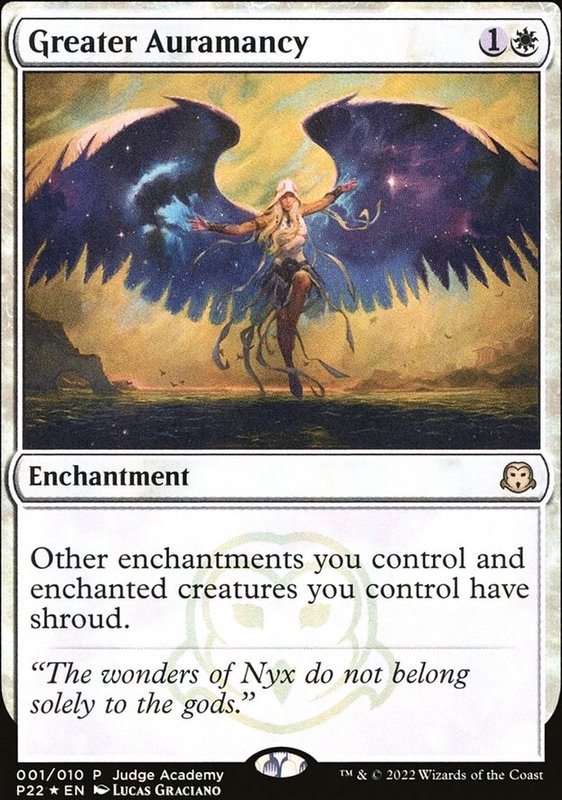 Greater Auramancy 1
Enchantment
Other enchantments you control and
enchanted creatures you control have
shroud.
“The wonders of Nyx do not belong
solely to the gods.”
001/010 P Judge Academy
P22 ★ EN Lucas Graciano
™ & © 2022 Wizards of the Coast